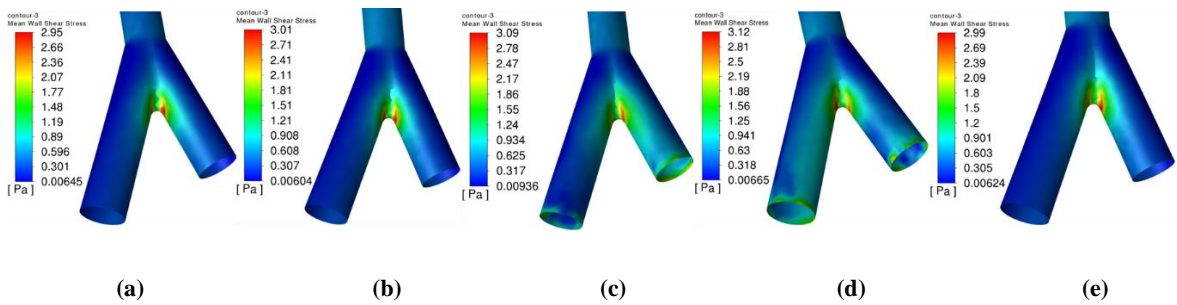 contour-3
Mean Wall Shear Stress
2.95
2.66
2.36
2.07
1.77
1.48
1.19
0.89
0.596
0.301
0.00645
[ Pa ]
contour-3
Mean Wall Shear Stress
3.01
2.71
2.41
2.11
1.81
1.51
1.21
0.908
0.608
0.307
0.00604
[ Pa ]
contour-3
Mean Wall Shear Stress
3.09
2.78
2.47
2.17
1.86
1.55
1.24
0.934
0.625
0.317
0.00936
[ Pa ]
contour-3
Mean Wall Shear Stress
3.12
2.81
2.5
2.19
1.88
1.56
1.25
0.941
0.63
0.318
0.00665
[ Pa ]
contour-3
Mean Wall Shear Stress
2.99
2.69
2.39
2.09
1.8
1.5
1.2
0.901
0.603
0.305
0.00624
[ Pa ]
(a)
(b)
(c)
(d)
(e)